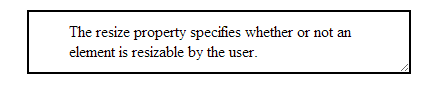 The resize property specifies whether or not an
element is resizable by the user.